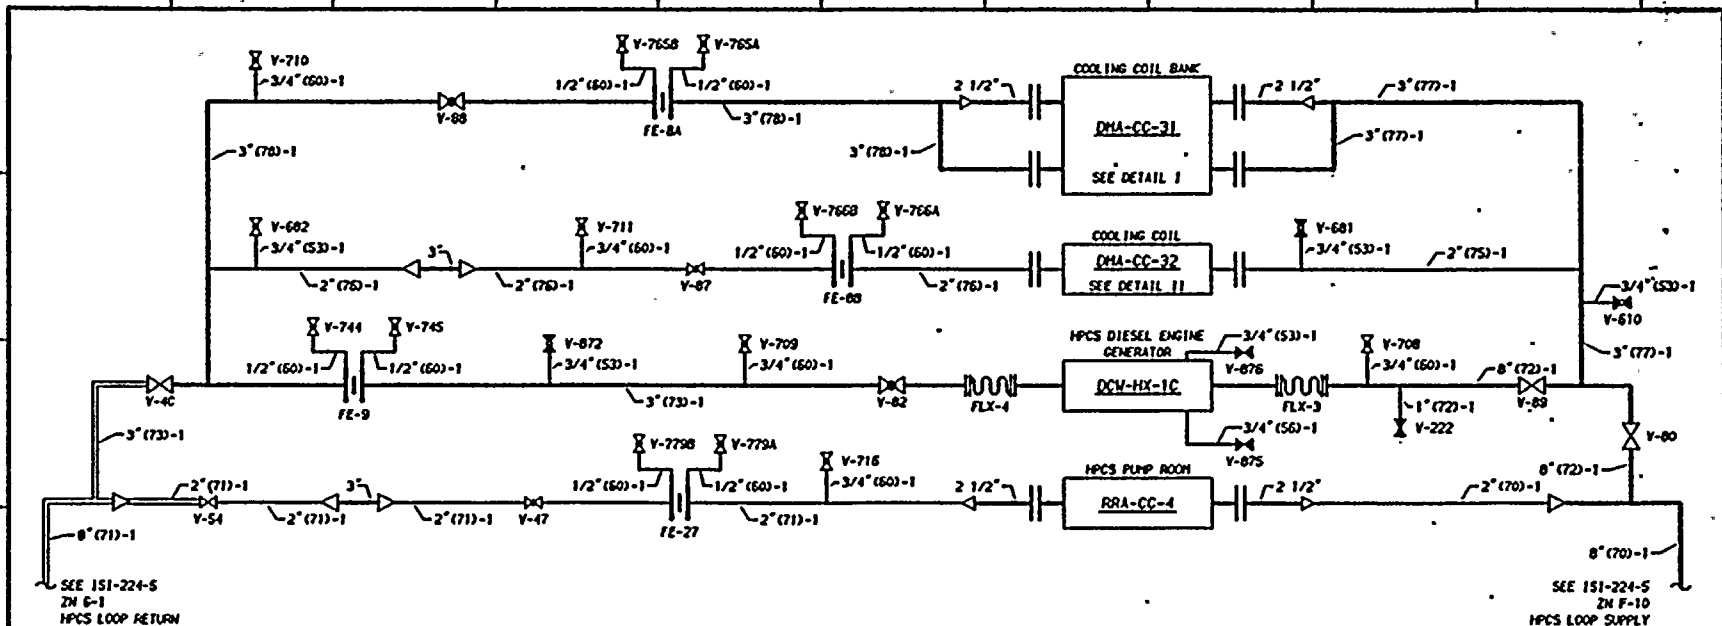 V-710
3/4"(60)-1
V-765B
V-765A
1/2"(60)-1
1/2"(60)-1
V-88
FE-8A
3"(78)-1
3"(78)-1
3"(78)-1
2 1/2"
COOLING COIL BANK
DMA-CC-31
SEE DETAIL I
2 1/2"
3"(77)-1
3"(77)-1
V-682
3/4"(53)-1
3"
2"(76)-1
2"(76)-1
V-711
3/4"(60)-1
V-87
V-766B
V-766A
1/2"(60)-1
1/2"(60)-1
FE-8B
2"(76)-1
COOLING COIL
DMA-CC-32
SEE DETAIL II
V-681
3/4"(53)-1
2"(75)-1
3/4"(53)-1
V-610
3"(77)-1
V-4C
3"(73)-1
V-744
V-745
1/2"(60)-1
1/2"(60)-1
FE-9
V-872
3/4"(53)-1
3"(73)-1
V-709
3/4"(60)-1
V-82
FLX-4
HPCS DIESEL ENGINE
GENERATOR
DCW-HX-1C
3/4"(53)-1
V-876
3/4"(56)-1
V-875
FLX-3
V-708
3/4"(60)-1
8"(72)-1
1"(72)-1
V-222
V-89
V-80
8"(72)-1
2"(71)-1
V-54
3"
2"(71)-1
2"(71)-1
V-47
V-779B
V-779A
1/2"(60)-1
1/2"(60)-1
FE-27
2"(71)-1
V-716
3/4"(60)-1
2 1/2"
HPCS PUMP ROOM
RRA-CC-4
2 1/2"
2"(70)-1
8"(71)-1
8"(70)-1
SEE ISI-224-5
ZN G-1
HPCS LOOP RETURN
SEE ISI-224-5
ZN F-10
HPCS LOOP SUPPLY